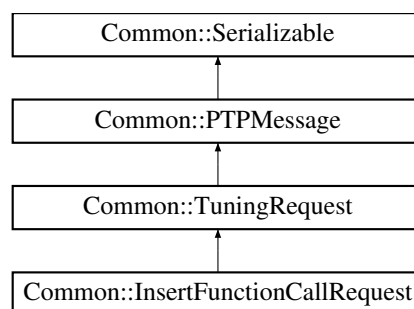 Common::Serializable
Common::PTPMessage
Common::TuningRequest
Common::InsertFunctionCallRequest